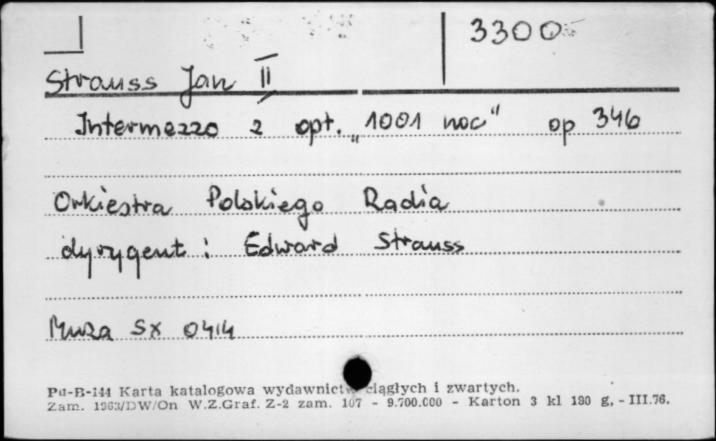 3300
Strauss Jan II
Intermezzo z opt. „1001 noc" op 346
Orkiestra Polskiego Radia
dyrygent: Edward Strauss
Muza SX 0414
Pu-B-144 Karta katalogowa wydawnictw ciągłych i zwartych.
Zam. 1963/DW/On W.Z.Graf. Z-2 zam. 107 - 9.700.000 - Karton 3 kl 180 g. - III.76.